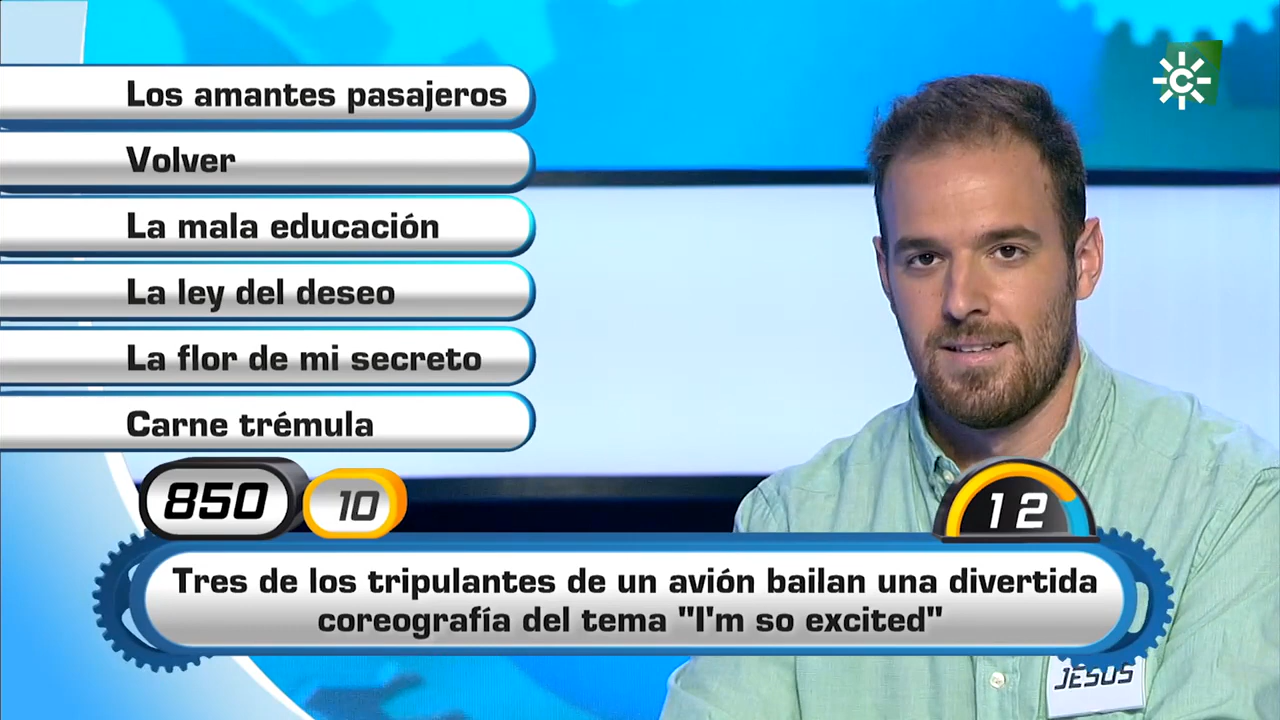 Los amantes pasajeros
Volver
La mala educación
La ley del deseo
La flor de mi secreto
Carne trémula
850
10
12
Tres de los tripulantes de un avión bailan una divertida
coreografía del tema "I'm so excited"
JESÚS